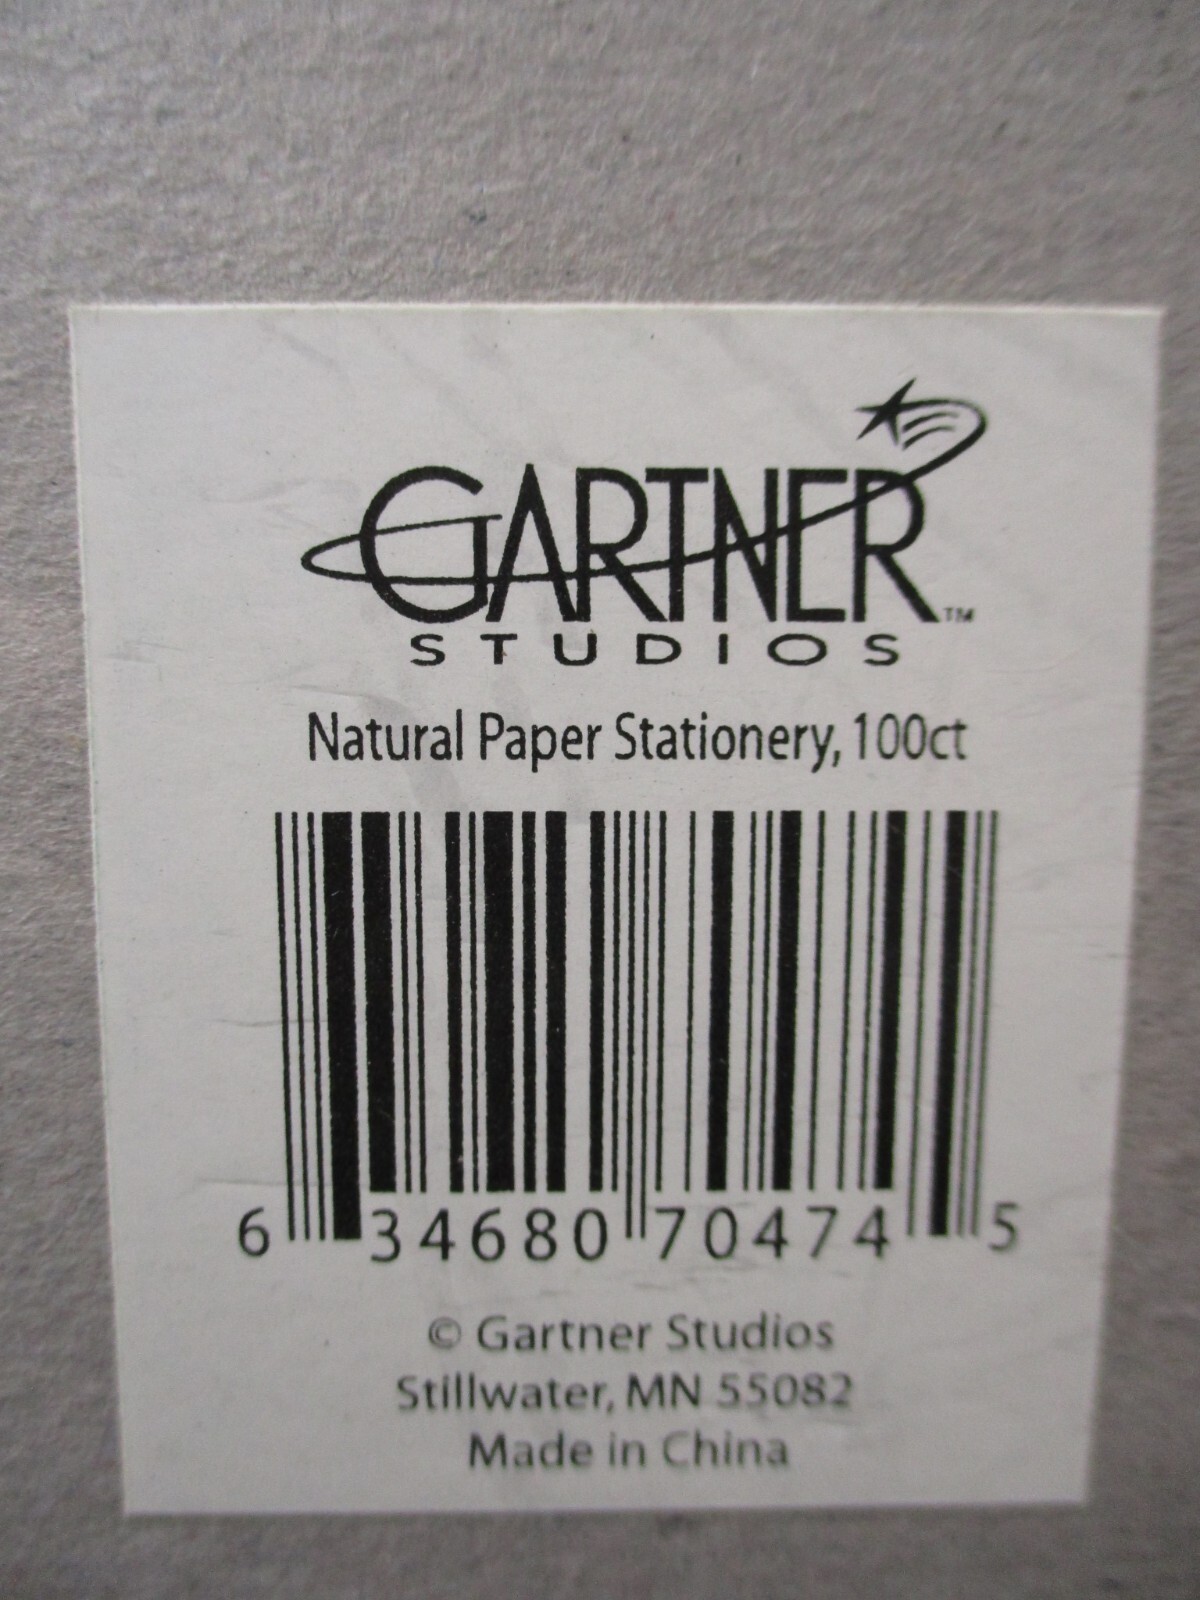 GARTNER™
STUDIOS
Natural Paper Stationery, 100ct
6 34680 70474 5
© Gartner Studios
Stillwater, MN 55082
Made in China